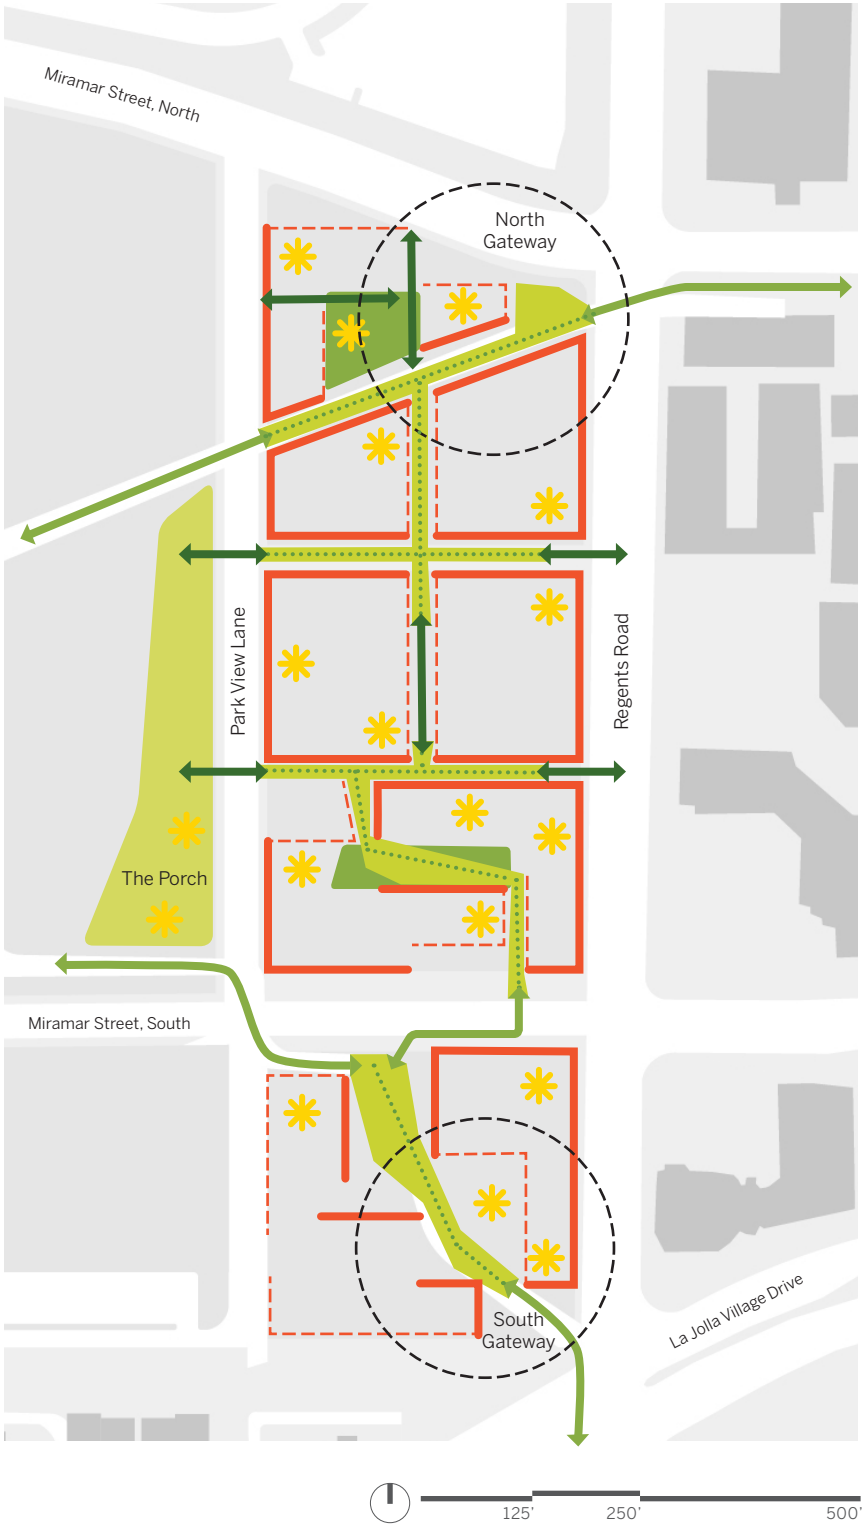 Miramar Street, North
North
Gateway
Park View Lane
Regents Road
The Porch
Miramar Street, South
La Jolla Village Drive
South
Gateway
125'
250'
500'